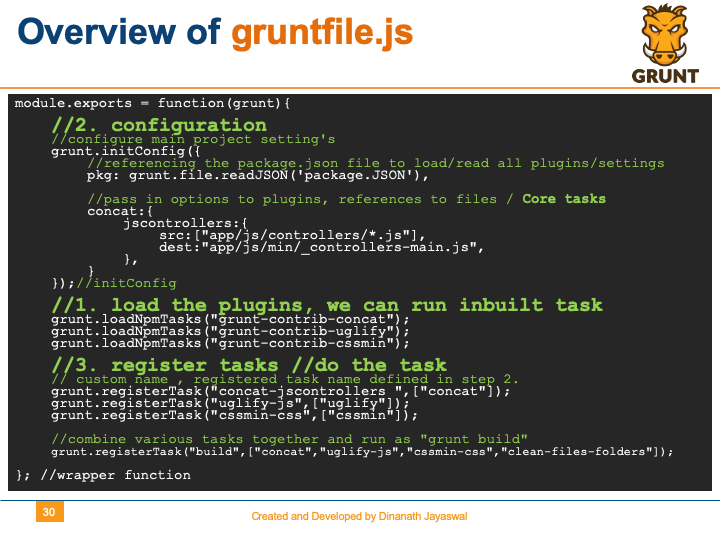 Overview of gruntfile.js
GRUNT
module.exports = function(grunt){
//2. configuration
//configure main project setting's
grunt.initConfig({
//referencing the package.json file to load/read all plugins/settings
pkg: grunt.file.readJSON('package.JSON'),
//pass in options to plugins, references to files / Core tasks
concat:{
jscontrollers:{
src:["app/js/controllers/*.js"],
dest:"app/js/min/_controllers-main.js",
},
}
});//initConfig
//1. load the plugins, we can run inbuilt task
grunt.loadNpmTasks("grunt-contrib-concat");
grunt.loadNpmTasks("grunt-contrib-uglify");
grunt.loadNpmTasks("grunt-contrib-cssmin");
//3. register tasks //do the task
// custom name , registered task name defined in step 2.
grunt.registerTask("concat-jscontrollers ",["concat"]);
grunt.registerTask("uglify-js",["uglify"]);
grunt.registerTask("cssmin-css",["cssmin"]);
//combine various tasks together and run as "grunt build"
grunt.registerTask("build",["concat","uglify-js","cssmin-css","clean-files-folders"]);
}; //wrapper function
30
Created and Developed by Dinanath Jayaswal